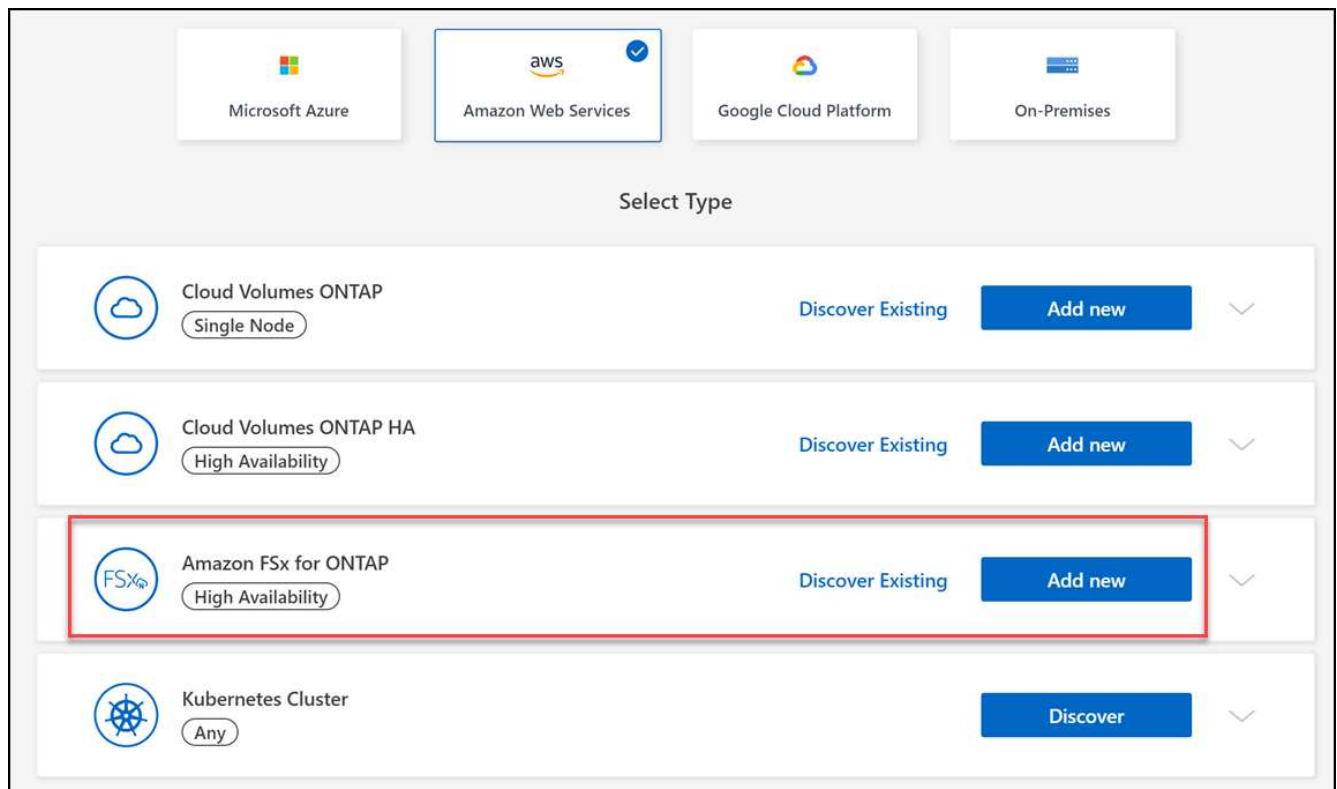 aws
Microsoft Azure
Amazon Web Services
Google Cloud Platform
On-Premises
Select Type
Cloud Volumes ONTAP
Single Node
Discover Existing
Add new
Cloud Volumes ONTAP HA
High Availability
Discover Existing
Add new
FSx
Amazon FSx for ONTAP
High Availability
Discover Existing
Add new
Kubernetes Cluster
Any
Discover